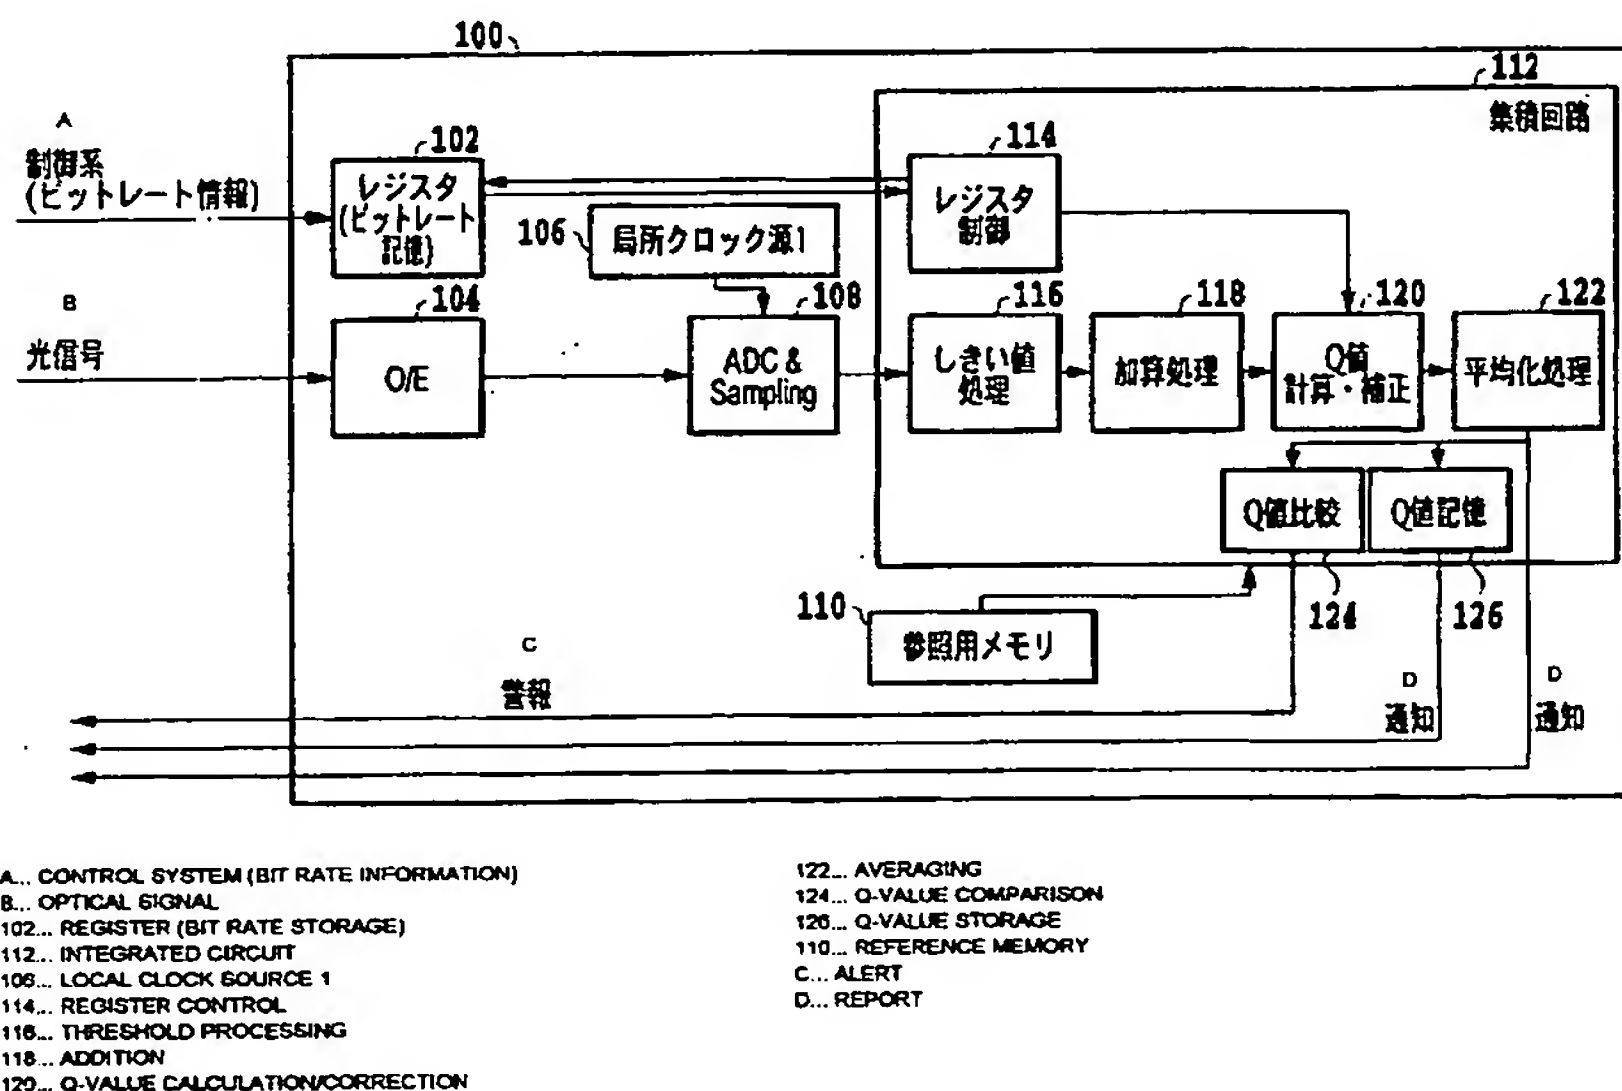 100
112
集積回路
A
制御系
(ビットレート情報)
102
レジスタ
(ビットレート
記憶)
114
レジスタ
制御
106
局所クロック源1
B
光信号
104
O/E
108
ADC &
Sampling
116
しきい値
処理
118
加算処理
120
Q値
計算・補正
122
平均化処理
Q値比較
Q値記憶
124
126
110
参照用メモリ
C
警報
D
通知
D
通知
A... CONTROL SYSTEM (BIT RATE INFORMATION)
B... OPTICAL SIGNAL
102... REGISTER (BIT RATE STORAGE)
112... INTEGRATED CIRCUIT
106... LOCAL CLOCK SOURCE 1
114... REGISTER CONTROL
116... THRESHOLD PROCESSING
118... ADDITION
120... Q-VALUE CALCULATION/CORRECTION
122... AVERAGING
124... Q-VALUE COMPARISON
126... Q-VALUE STORAGE
110... REFERENCE MEMORY
C... ALERT
D... REPORT